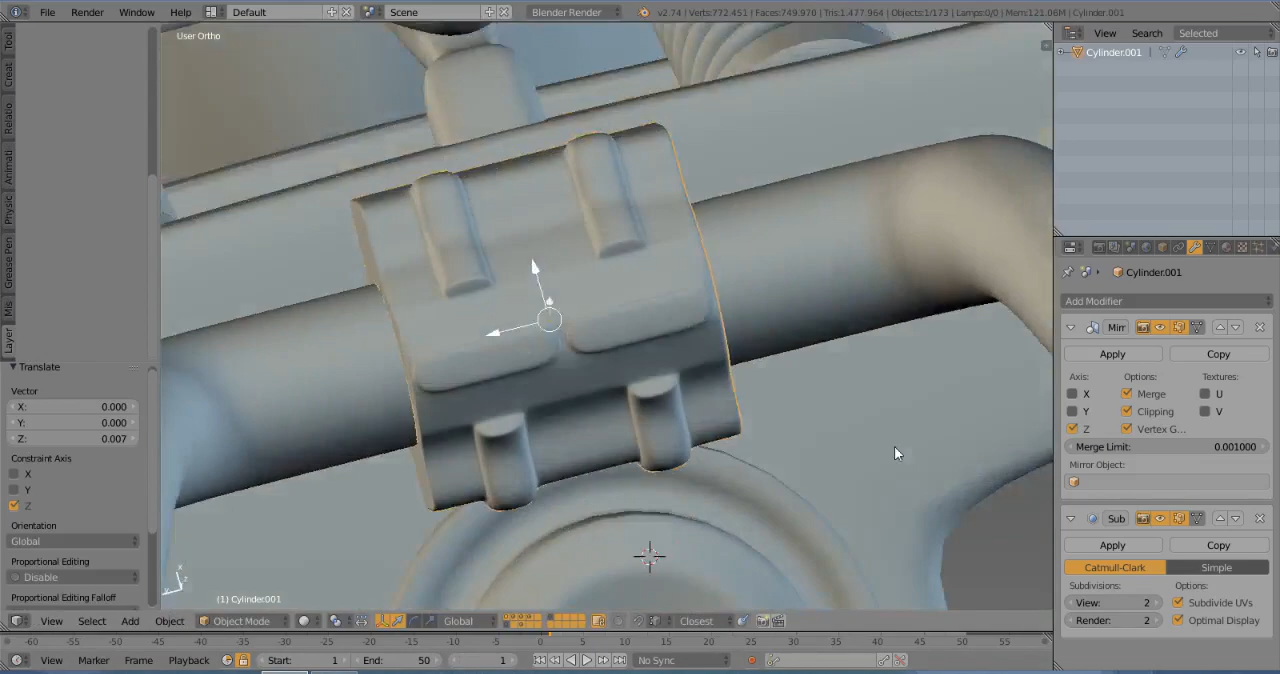 File Render Window Help Default Scene Blender Render v2.74 | Verts:772.451 | Faces:749.970 | Tris:1.477.964 | Objects:1/173 | Lamps:0/0 | Mem:121.06M | Cylinder.001
User Ortho
View Search Selected
Cylinder.001
Tool
Creat
Relatio
Animati
Physic
Grease Pen
Mis
Layer
Translate
Vector
X: 0.000
Y: 0.000
Z: 0.007
Constraint Axis
X
Y
Z
Orientation
Global
Proportional Editing
Disable
Proportional Editing Falloff
Cylinder.001
Add Modifier
Mirr
Apply Copy
Axis: Options: Textures:
X Merge U
Y Clipping V
Z Vertex G...
Merge Limit: 0.001000
Mirror Object:
Sub
Apply Copy
Catmull-Clark Simple
Subdivisions: Options:
View: 2 Subdivide UVs
Render: 2 Optimal Display
(1) Cylinder.001
View Select Add Object Object Mode Global Closest
-60 -55 -50 -45 -40 -35 -30 -25 -20 -15 -10 -5 0 5 10 15 20 25 30 35 40 45 50 55 60 65 70 75 80
View Marker Frame Playback Start: 1 End: 50 1 No Sync